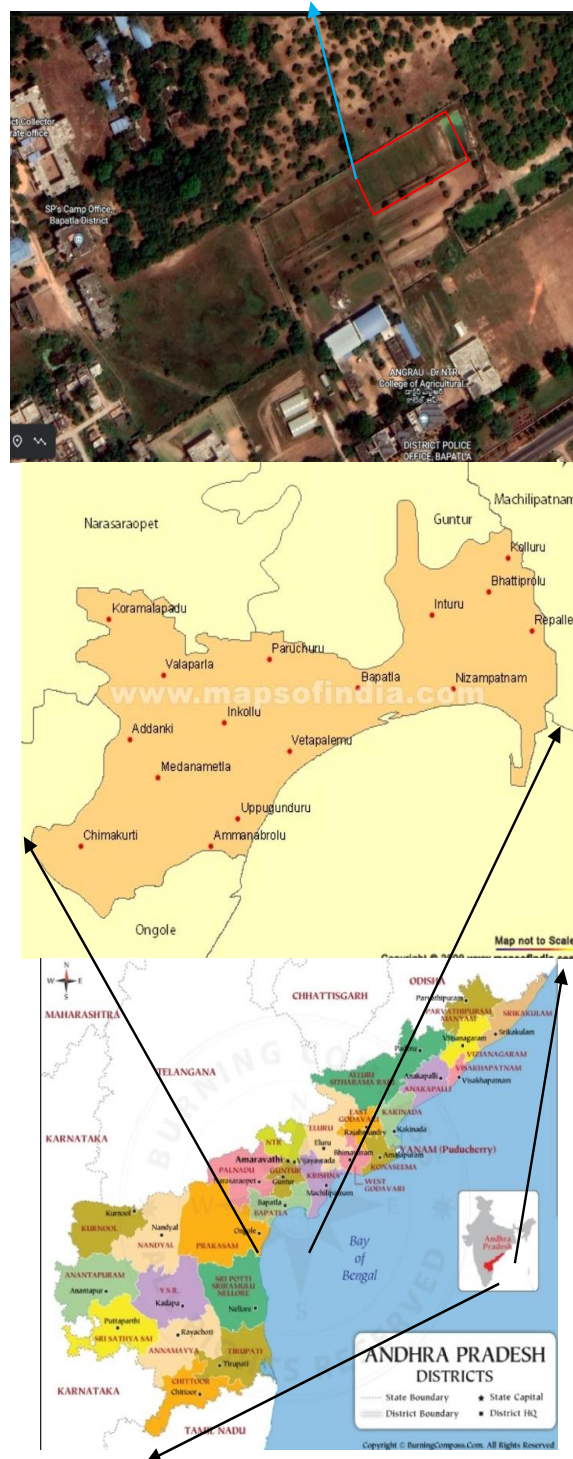 ct Collector
rate office
SP's Camp Office,
Bapatla District
ANGRAU - Dr.NTR
College of Agricultural...
DISTRICT POLICE
OFFICE, BAPATLA
Machilipatnam
Narasaraopet
Guntur
Kolluru
Bhattiprolu
Koramalapadu
Inturu
Repalle
Paruchuru
Valaparla
Bapatla
Nizampatnam
www.mapsofindia.com
Inkollu
Addanki
Vetapalemu
Medanametla
Uppugunduru
Chimakurti
Ammanabrolu
Ongole
Map not to Scale
N
W E
S
ODISHA
CHHATTISGARH
MAHARASHTRA
Parvathipuram
PARVATHIPURAM
MANYAM
SRIKAKULAM
Srikakulam
Vizianagaram
VIZIANAGARAM
Paderu
TELANGANA
ALLURI
SITHARAMA RAJU
Anakapalli
ANAKAPALLI
VISAKHAPATNAM
Visakhapatnam
EAST
GODAVARI
Rajahmundry
KAKINADA
Kakinada
KARNATAKA
ELURU
Eluru
NTR
Amaravathi
Vijayawada
Bhimavaram
Amalapuram
YANAM (Puducherry)
KONASEEMA
PALNADU
Narasaraopet
GUNTUR
Guntur
KRISHNA
Machilipatnam
WEST
GODAVARI
Bapatla
BAPATLA
Kurnool
KURNOOL
Nandyal
NANDYAL
Ongole
PRAKASAM
Bay
of
Bengal
Andhra
Pradesh
ANANTAPURAM
Anantapur
Y.S.R.
Kadapa
SRI POTTI
SRIRAMULU
NELLORE
Nellore
Puttaparthi
SRI SATHYA SAI
Rayachoti
ANNAMAYYA
TIRUPATI
Tirupati
CHITTOOR
Chittoor
KARNATAKA
TAMIL NADU
ANDHRA PRADESH
DISTRICTS
State Boundary
State Capital
District Boundary
District HQ
Copyright © BurningCompass.Com. All Rights Reserved